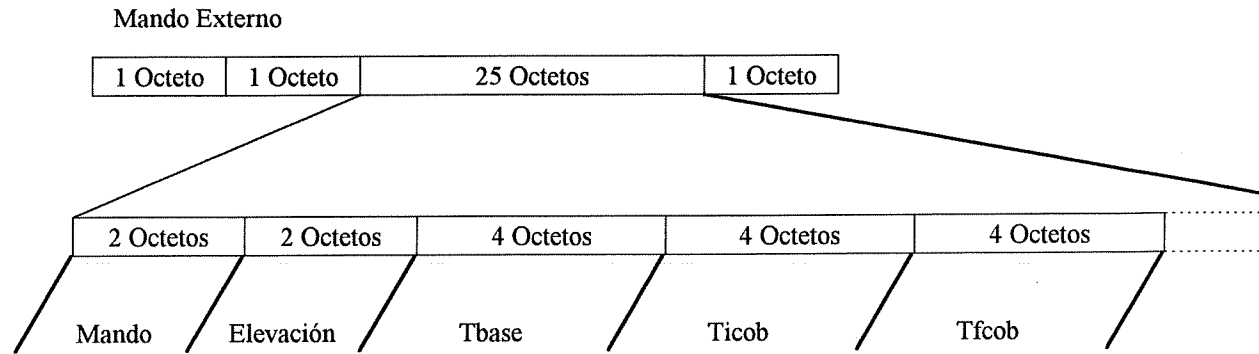 Mando Externo
1 Octeto 1 Octeto 25 Octetos 1 Octeto
2 Octetos 2 Octetos 4 Octetos 4 Octetos 4 Octetos
Mando Elevación Tbase Ticob Tfcob